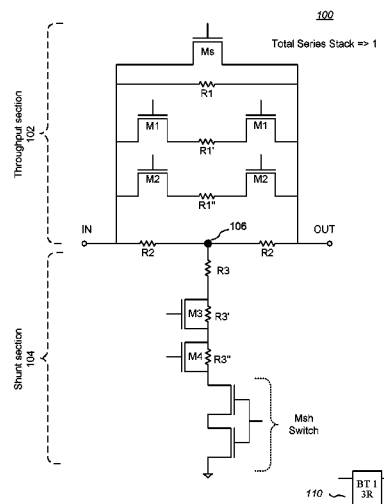 100
Total Series Stack => 1
Ms
R1
M1
M1
R1'
M2
M2
R1"
Throughput section
102
IN
106
OUT
R2
R2
R3
M3
R3'
M4
R3"
Shunt section
104
Msh
Switch
110
BT 1
3R